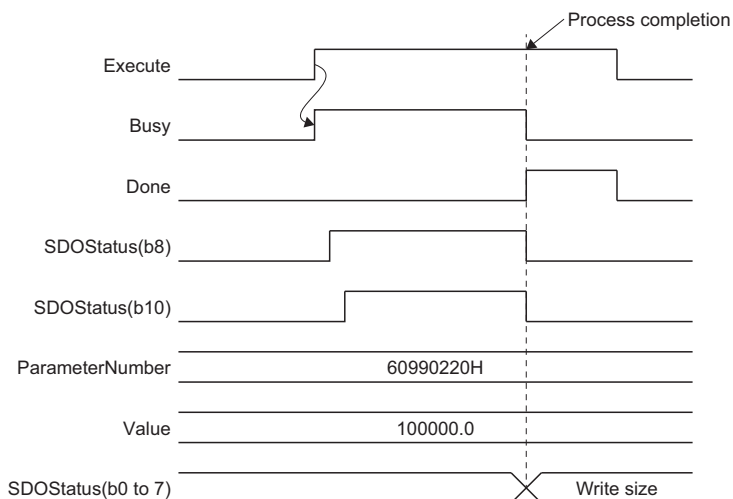 Process completion
Execute
Busy
Done
SDOStatus(b8)
SDOStatus(b10)
ParameterNumber 60990220H
Value 100000.0
SDOStatus(b0 to 7) Write size